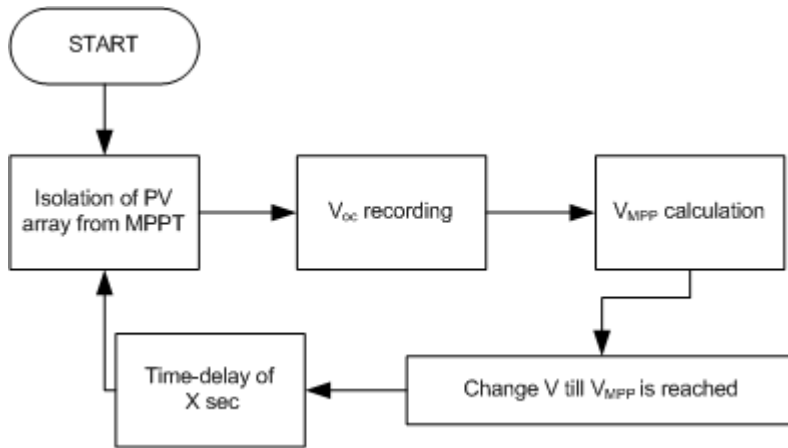 START
Isolation of PV
array from MPPT
Voc recording
VMPP calculation
Time-delay of
X sec
Change V till VMPP is reached